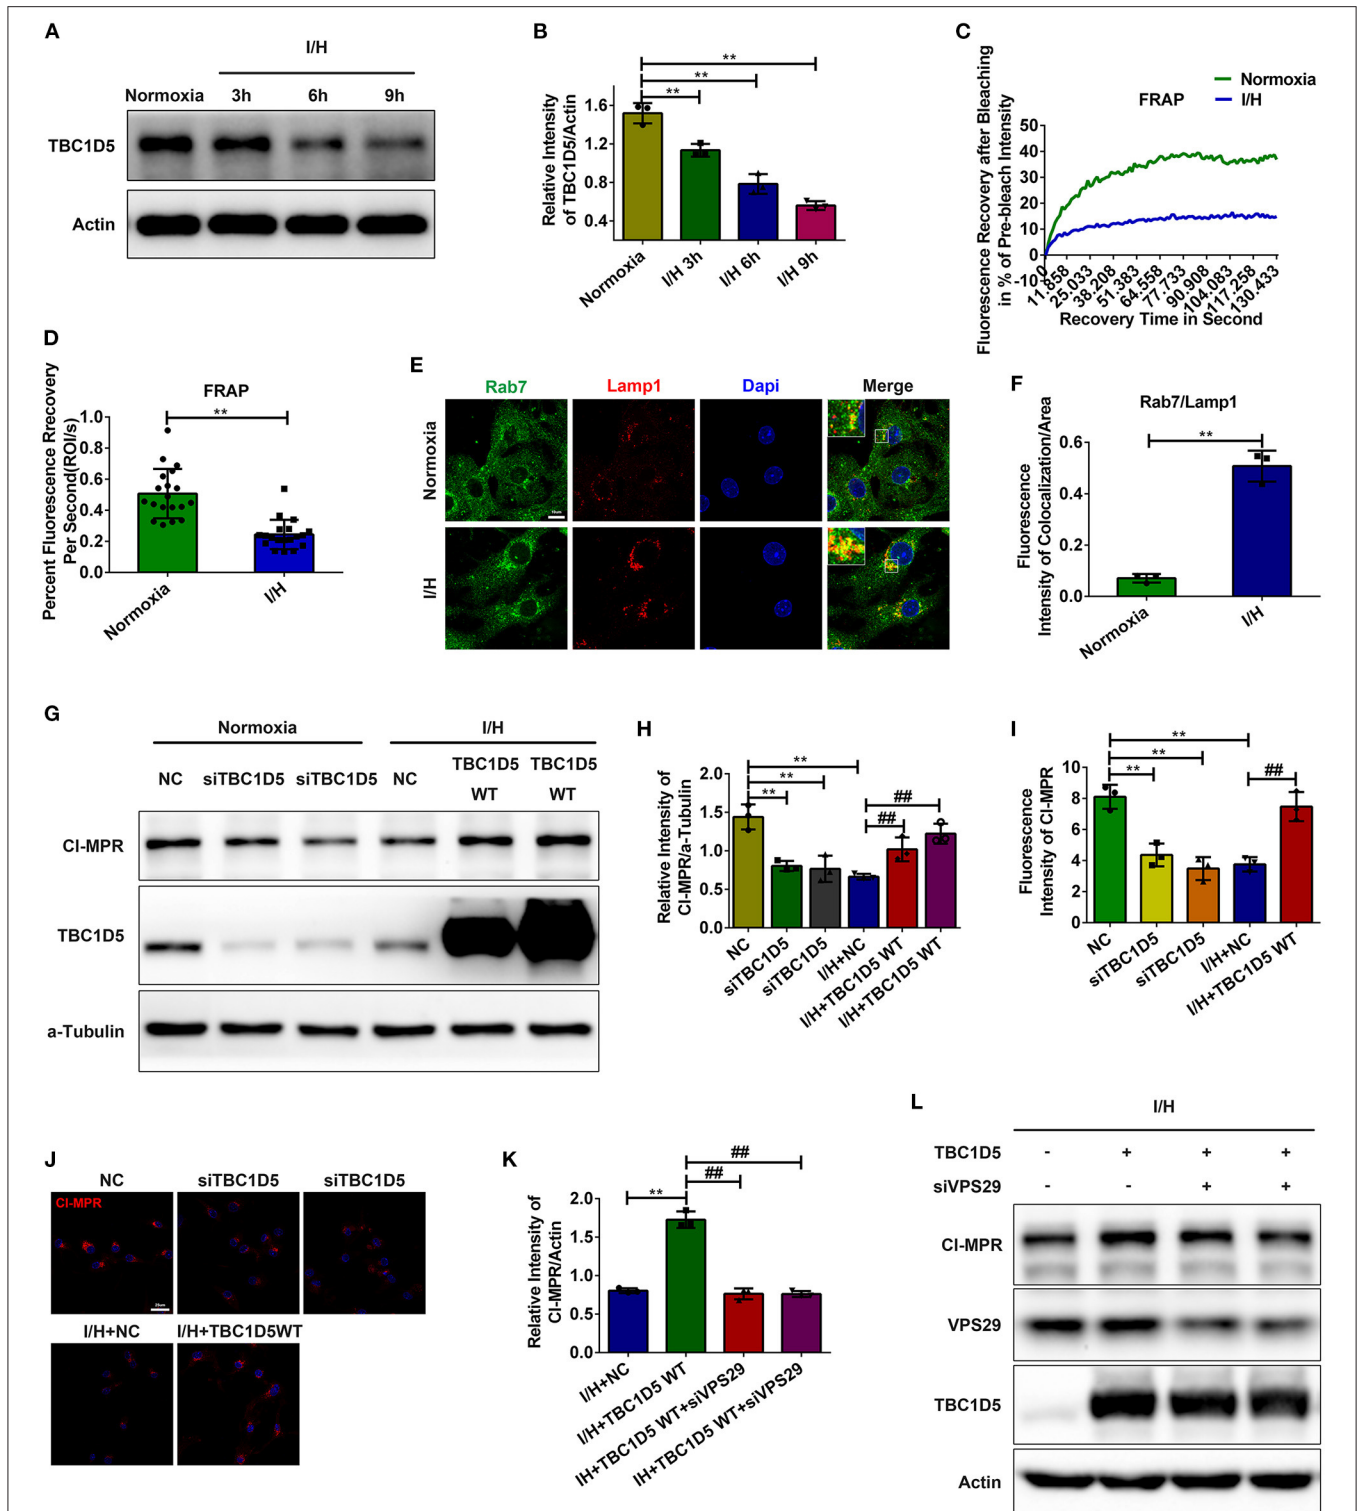 A
I/H
Normoxia 3h 6h 9h
TBC1D5
Actin
B
**
**
**
Relative Intensity
of TBC1D5/Actin
1.6
1.2
0.8
0.4
Normoxia
I/H 3h
I/H 6h
I/H 9h
C
Normoxia
I/H
FRAP
Fluorescence Recovery after Bleaching
in % of Pre-bleach Intensity
50
40
30
20
10
0
-10
0
11.858
25.033
38.208
51.383
64.558
77.733
90.908
104.083
117.258
130.433
Recovery Time in Second
D
FRAP
**
Percent Fluorescence Rrecovery
Per Second(ROI/s)
1.0
0.8
0.6
0.4
0.2
0.0
Normoxia
I/H
E
Rab7 Lamp1 Dapi Merge
Normoxia
I/H
F
Rab7/Lamp1
**
Fluorescence
Intensity of Colocalization/Area
0.6
0.4
0.2
0.0
Normoxia
I/H
G
Normoxia I/H
NC siTBC1D5 siTBC1D5 NC TBC1D5 TBC1D5
WT WT
CI-MPR
TBC1D5
a-Tubulin
H
**
**
**
##
##
Relative Intensity of
CI-MPR/a-Tubulin
2.0
1.5
1.0
0.5
0.0
NC
siTBC1D5
siTBC1D5
I/H+NC
I/H+TBC1D5 WT
I/H+TBC1D5 WT
I
**
**
**
##
Fluorescence
Intensity of CI-MPR
10
8
6
4
2
0
NC
siTBC1D5
siTBC1D5
I/H+NC
I/H+TBC1D5 WT
J
NC siTBC1D5 siTBC1D5
CI-MPR
I/H+NC I/H+TBC1D5WT
K
##
##
**
Relative Intensity of
CI-MPR/Actin
2.0
1.5
1.0
0.5
0.0
I/H+NC
I/H+TBC1D5 WT
IH+TBC1D5 WT+siVPS29
IH+TBC1D5 WT+siVPS29
L
I/H
TBC1D5 - + + +
siVPS29 - - + +
CI-MPR
VPS29
TBC1D5
Actin